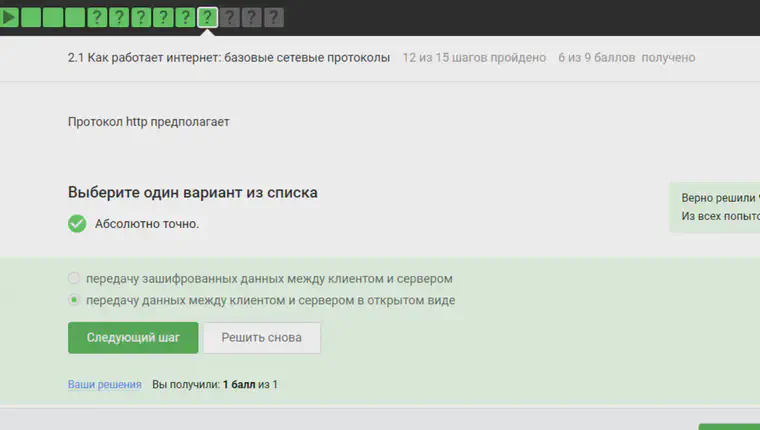 ? ? ? ? ? ? ? ? ?
2.1 Как работает интернет: базовые сетевые протоколы 12 из 15 шагов пройдено 6 из 9 баллов получено
Протокол http предполагает
Выберите один вариант из списка
Верно решили
Абсолютно точно.
Из всех
передачу зашифрованных данных между клиентом и сервером
передачу данных между клиентом и сервером в открытом виде
Следующий шаг Решить снова
Ваши решения Вы получили: 1 балл из 1